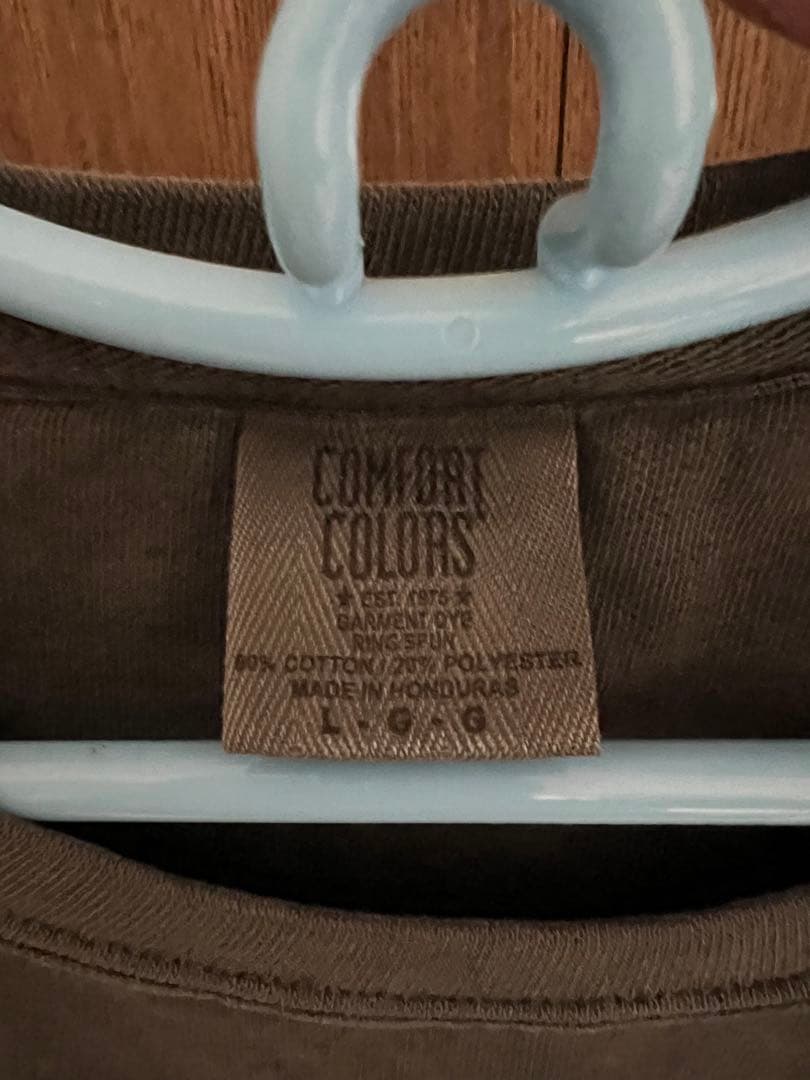 COMFORT
COLORS
★ EST. 1975 ★
GARMENT DYE
RING SPUN
80% COTTON / 20% POLYESTER
MADE IN HONDURAS
L - G - G